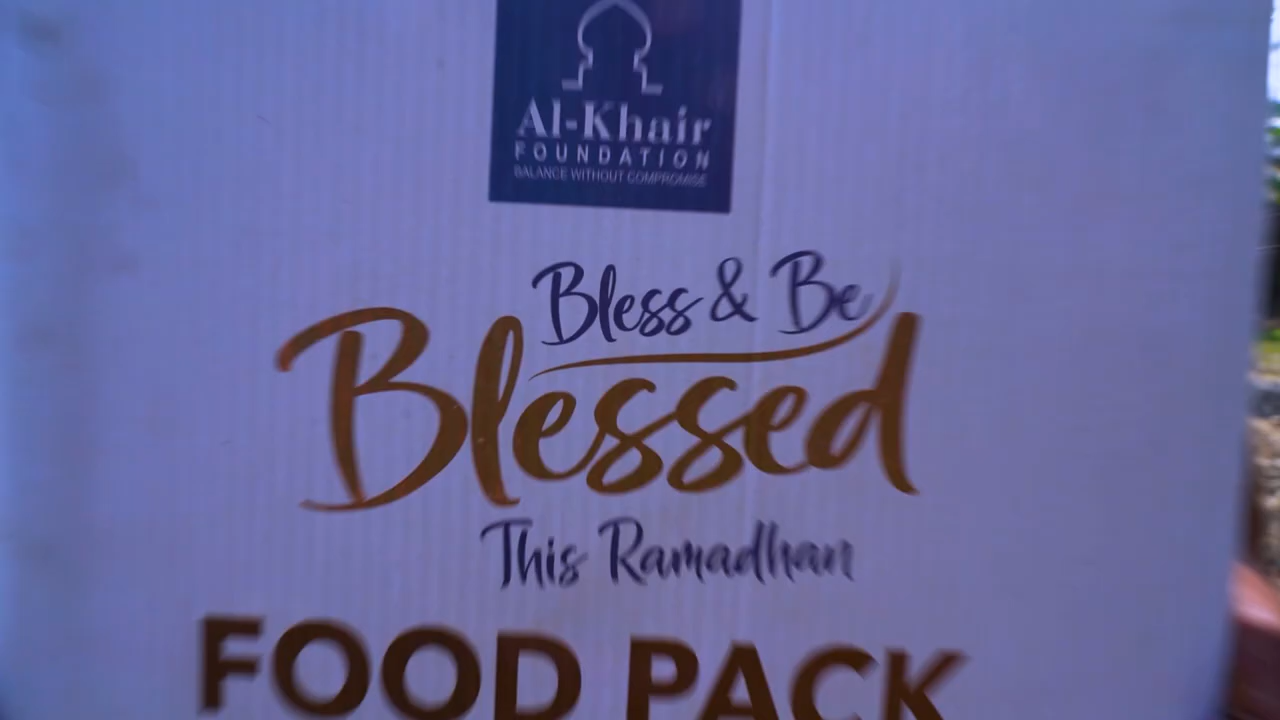 Al-Khair
FOUNDATION
BALANCE WITHOUT COMPROMISE
Bless & Be
Blessed
This Ramadhan
FOOD PACK